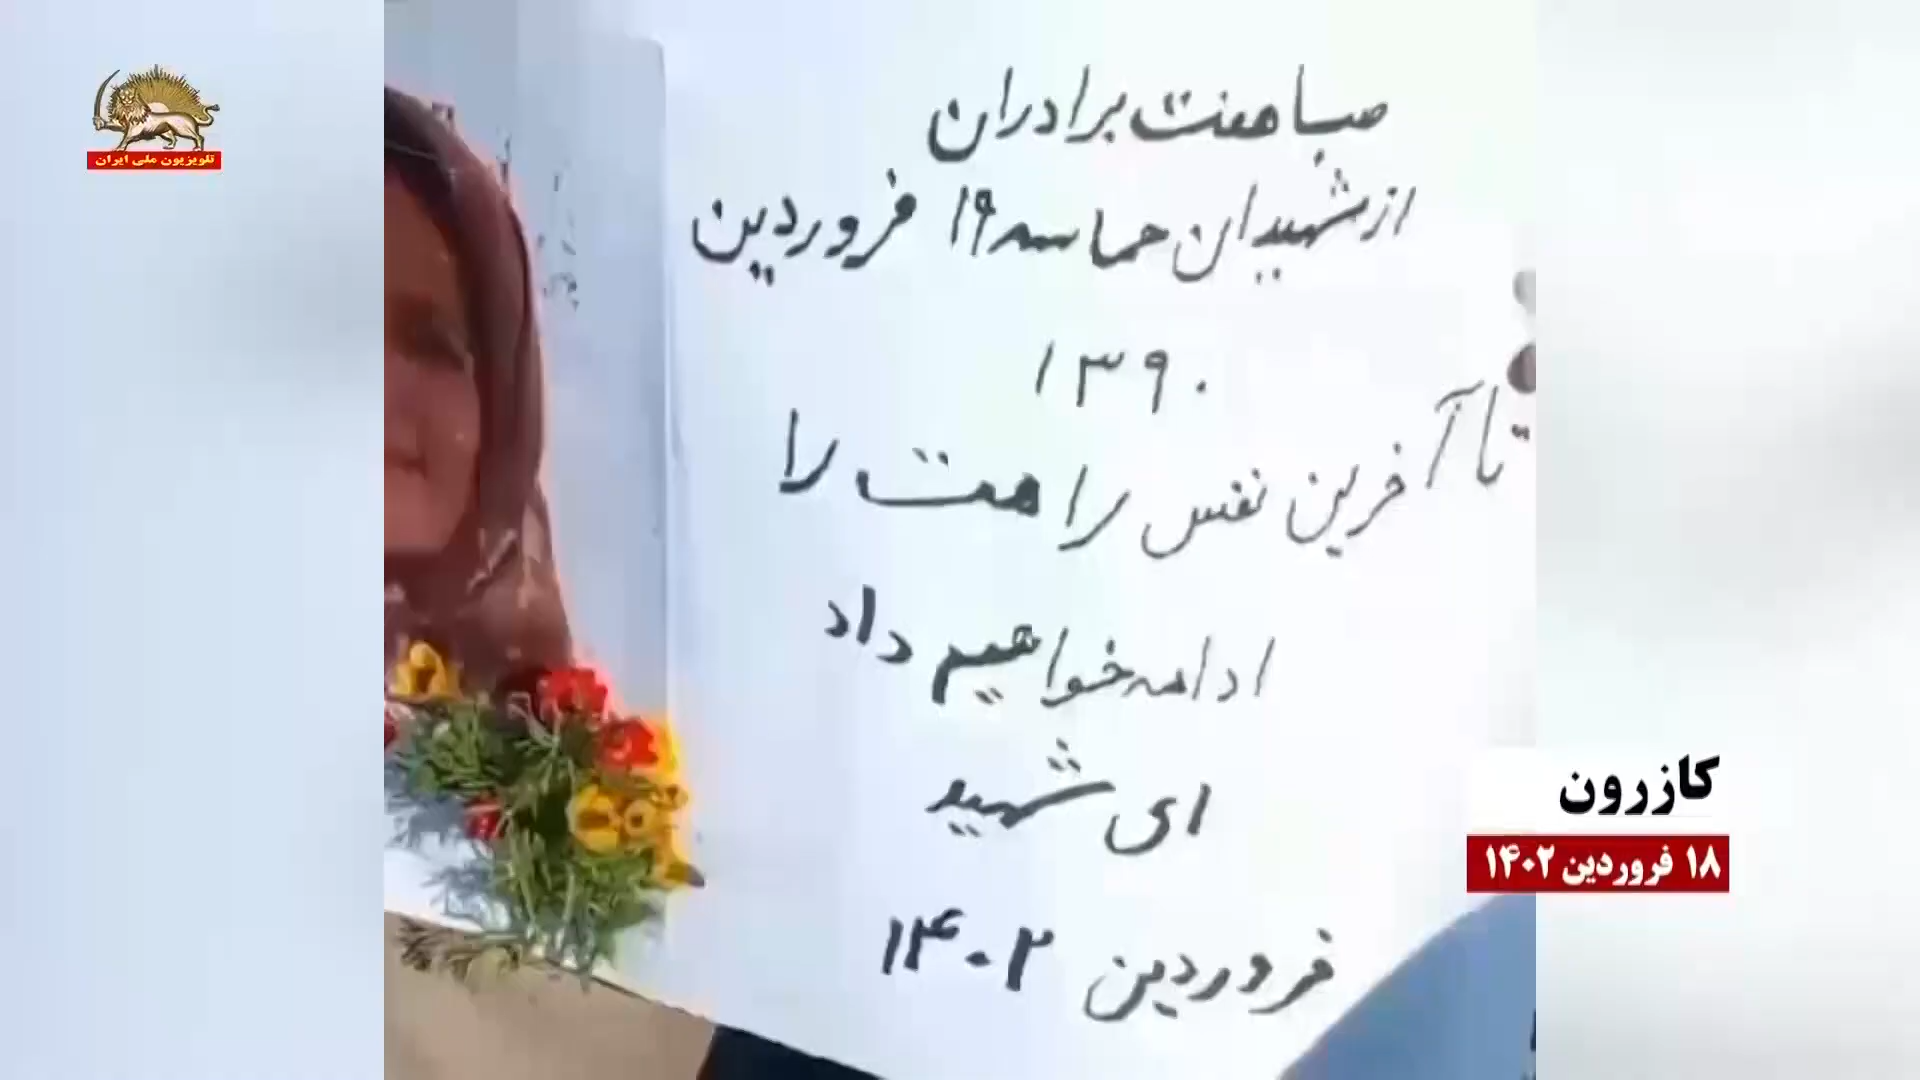 تلویزیون ملی ایران
صبا هفت برادران
از شهیدان حماسه ۱۹ فروردین
۱۳۹۰
تا آخرین نفس راهت را
ادامه خواهیم داد
ای شهید
فروردین ۱۴۰۲
کازرون
۱۸ فروردین ۱۴۰۲